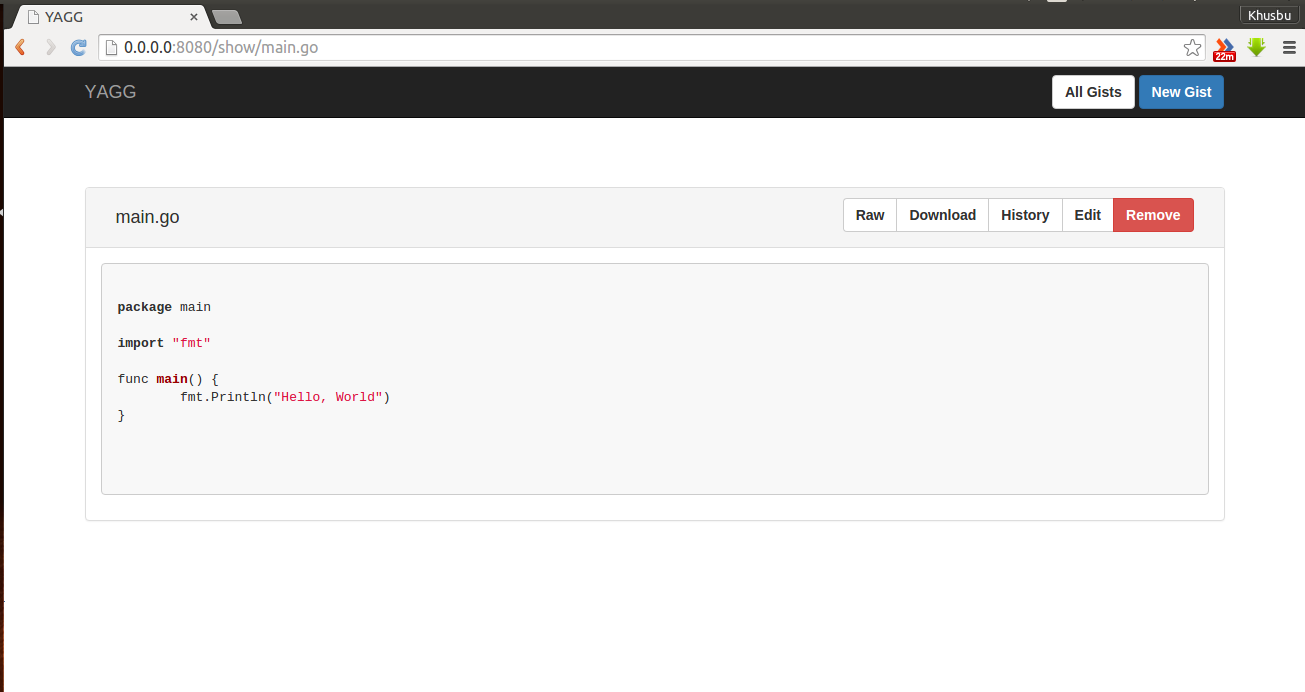 YAGG
Khusbu
0.0.0.0:8080/show/main.go
22m
YAGG All Gists New Gist
main.go Raw Download History Edit Remove
package main
import "fmt"
func main() {
        fmt.Println("Hello, World")
}